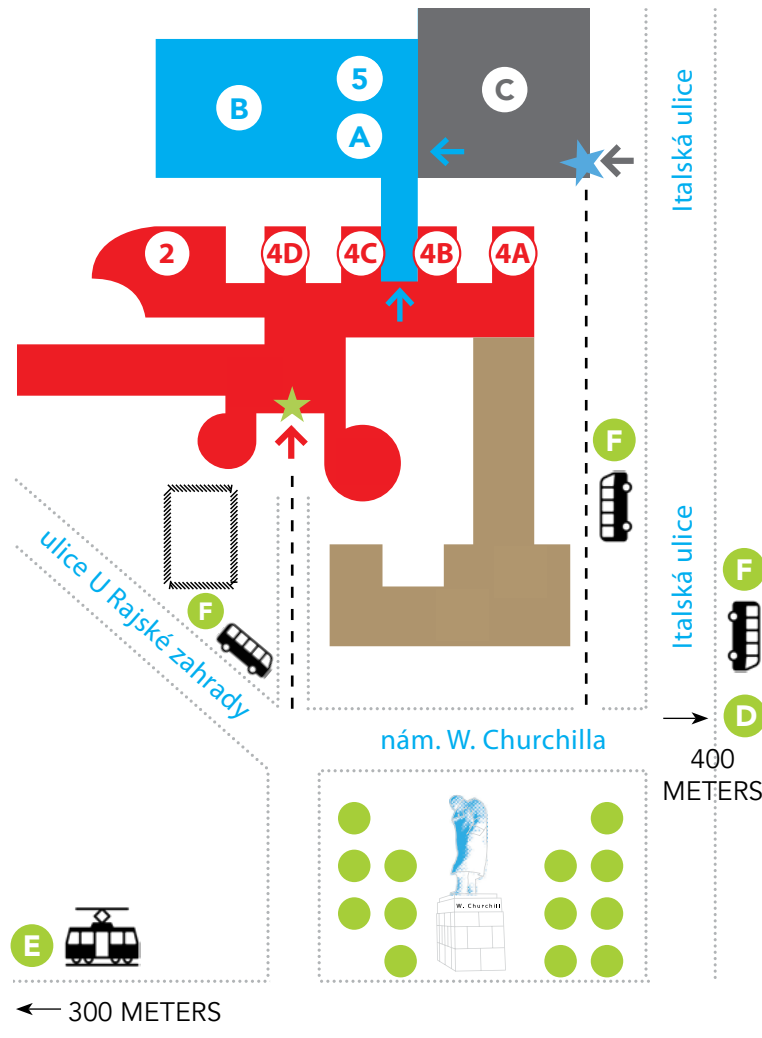 5
B
A
C
Italská ulice
2
4D
4C
4B
4A
F
Italská ulice
F
ulice U Rajské zahrady
F
D
nám. W. Churchilla
400
METERS
W. Churchill
E
300 METERS